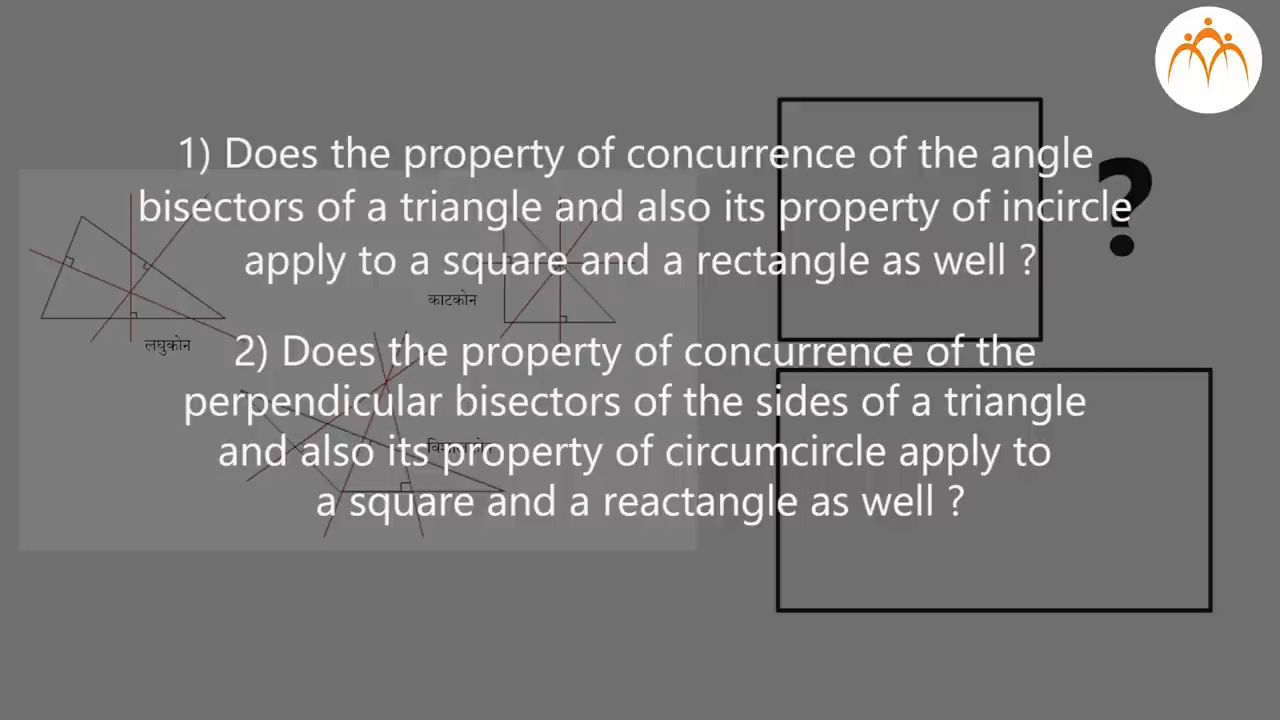 1) Does the property of concurrence of the angle
bisectors of a triangle and also its property of incircle
apply to a square and a rectangle as well ?
?
काटकोन
लघुकोन
2) Does the property of concurrence of the
perpendicular bisectors of the sides of a triangle
and also its property of circumcircle apply to
विशालकोन
a square and a reactangle as well ?